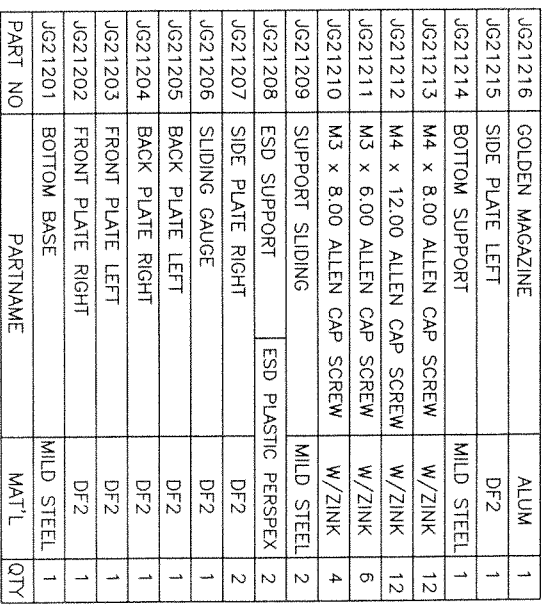 JG21216 GOLDEN MAGAZINE ALUM 1
JG21215 SIDE PLATE LEFT DF2 1
JG21214 BOTTOM SUPPORT MILD STEEL 1
JG21213 M4 x 8.00 ALLEN CAP SCREW W/ZINK 12
JG21212 M4 x 12.00 ALLEN CAP SCREW W/ZINK 12
JG21211 M3 x 6.00 ALLEN CAP SCREW W/ZINK 6
JG21210 M3 x 8.00 ALLEN CAP SCREW W/ZINK 4
JG21209 SUPPORT SLIDING MILD STEEL 2
JG21208 ESD SUPPORT ESD PLASTIC PERSPEX 2
JG21207 SIDE PLATE RIGHT DF2 2
JG21206 SLIDING GAUGE DF2 1
JG21205 BACK PLATE LEFT DF2 1
JG21204 BACK PLATE RIGHT DF2 1
JG21203 FRONT PLATE LEFT DF2 1
JG21202 FRONT PLATE RIGHT DF2 1
JG21201 BOTTOM BASE MILD STEEL 1
PART NO PARTNAME MAT'L QTY